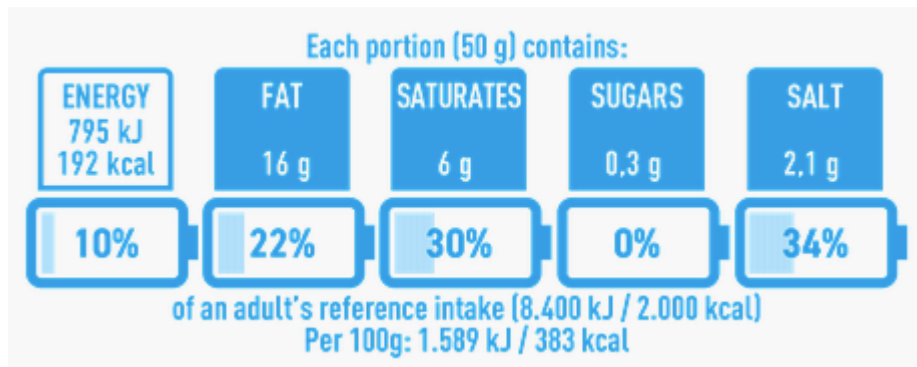 Each portion (50 g) contains:
ENERGY
795 kJ
192 kcal
FAT
16 g
SATURATES
6 g
SUGARS
0,3 g
SALT
2,1 g
10%
22%
30%
0%
34%
of an adult's reference intake (8.400 kJ / 2.000 kcal)
Per 100g: 1.589 kJ / 383 kcal